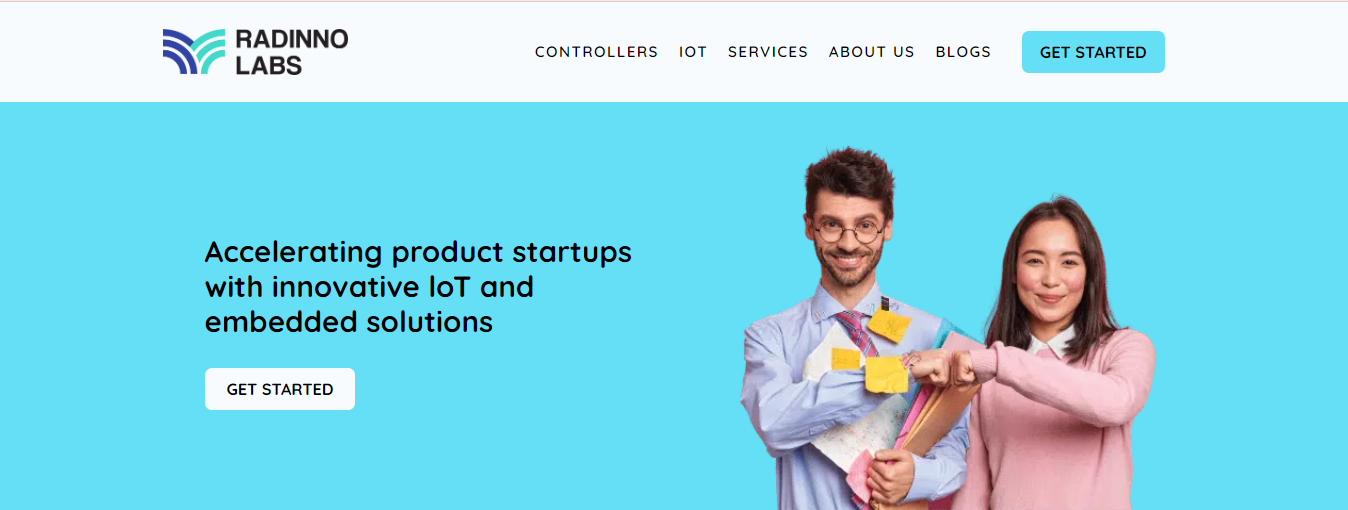 RADINNO
LABS
CONTROLLERS IOT SERVICES ABOUT US BLOGS GET STARTED
Accelerating product startups
with innovative IoT and
embedded solutions
GET STARTED